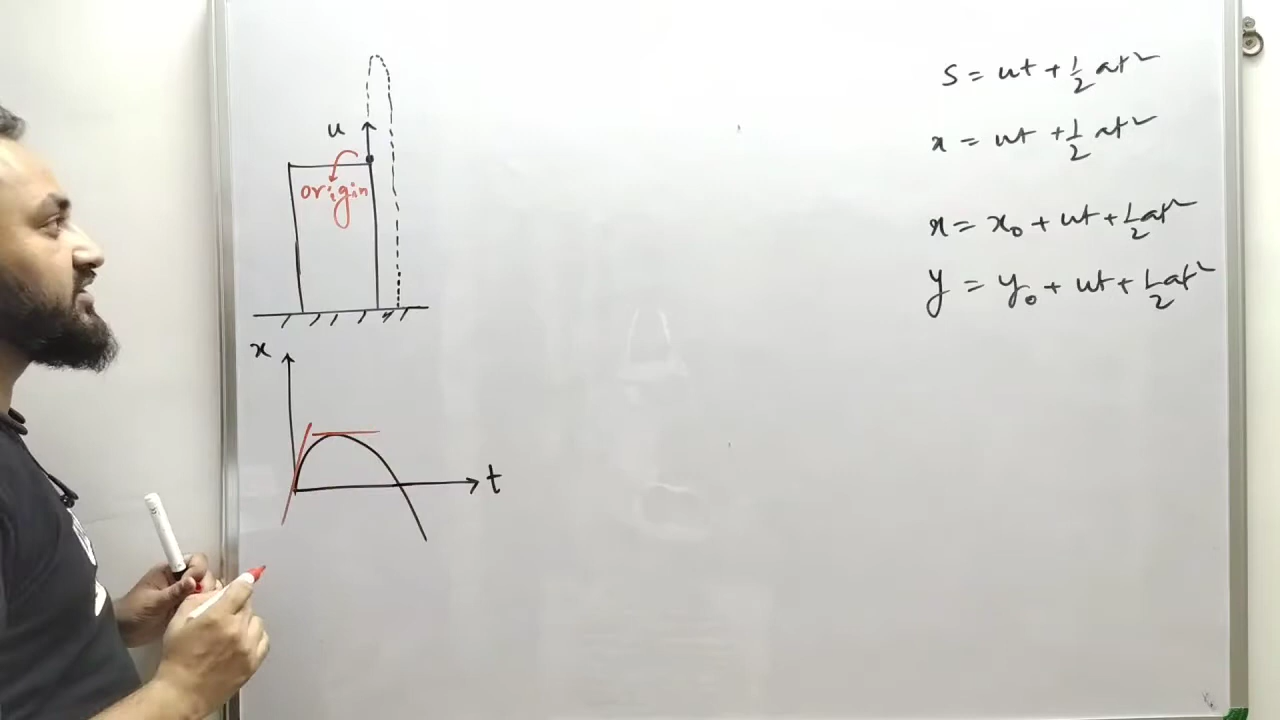 u
origin
x
t
S = ut + ½ at²
x = ut + ½ at²
x = x₀ + ut + ½ at²
y = y₀ + ut + ½ at²